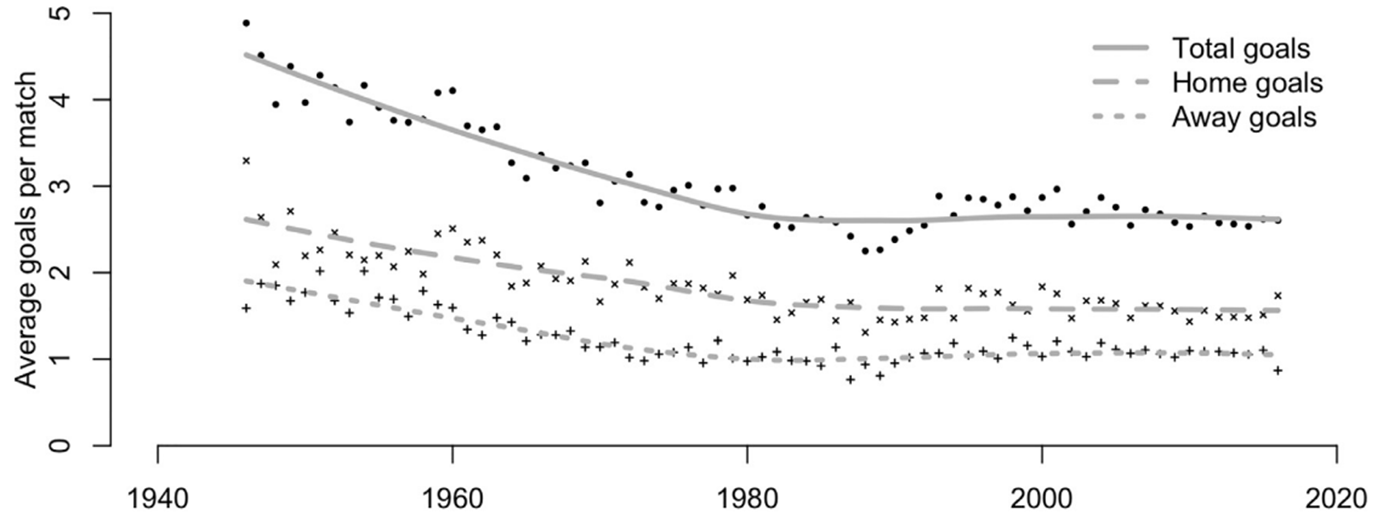 Average goals per match
5
4
3
2
1
0
1940
1960
1980
2000
2020
Total goals
Home goals
Away goals